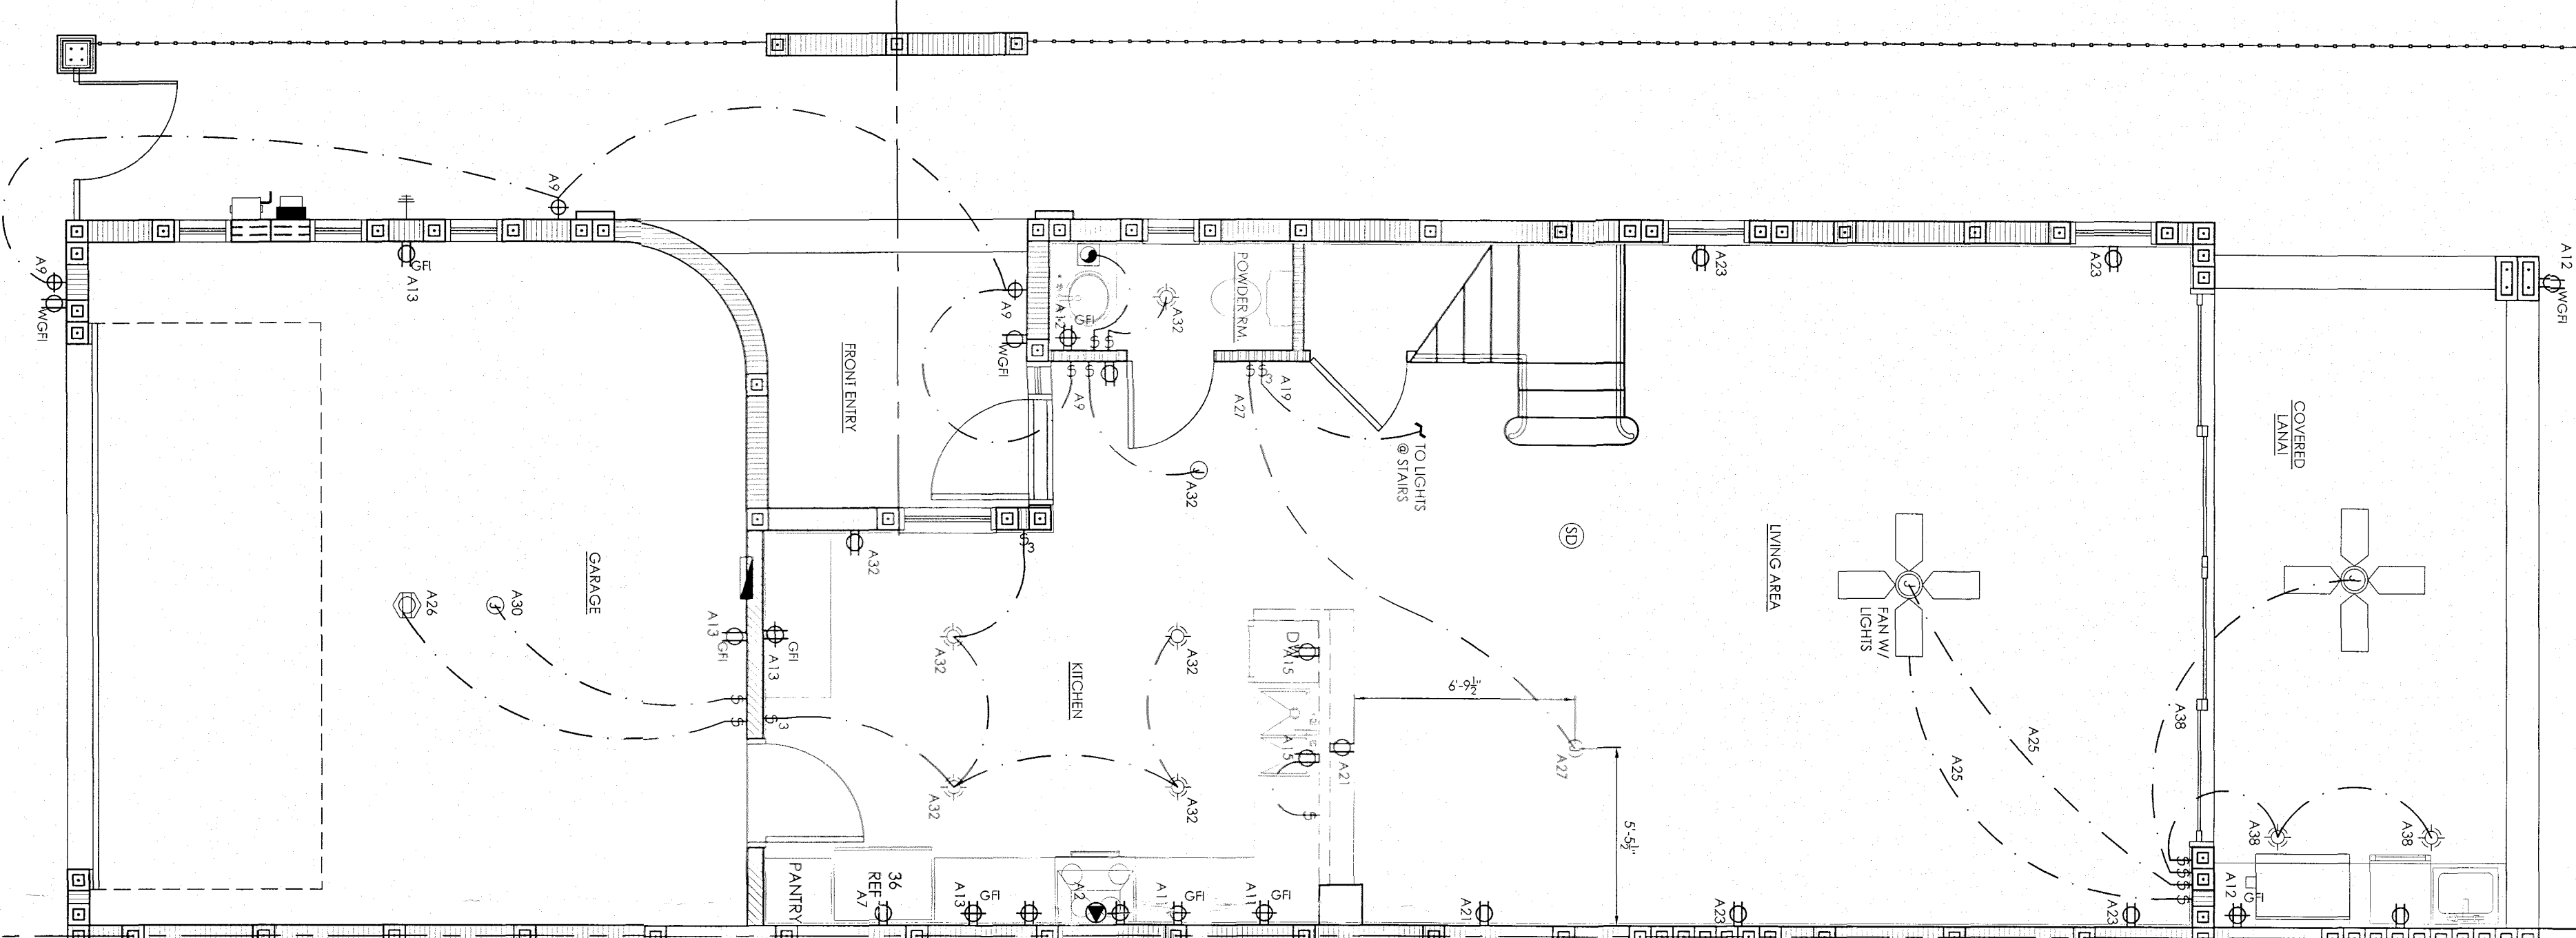 A9
A9
WGFI
GFI
A13
A9
WGFI
FRONT ENTRY
A12
GFI
A32
POWDER RM.
A9
A27
A19
TO LIGHTS
@ STAIRS
A32
A23
A23
A12
WGFI
COVERED
LANAI
SD
LIVING AREA
FAN W/
LIGHTS
GARAGE
A26
A30
A13
GFI
GFI
A13
A32
$3
A32
A32
KITCHEN
DW
A15
6'-9½"
A27
A15
A21
$3
A32
A32
5'-5½"
A25
A25
A38
A38
A38
PANTRY
36
REF
A7
A13
GFI
A2
A11
GFI
A11
GFI
A21
A23
A23
A12
GFI